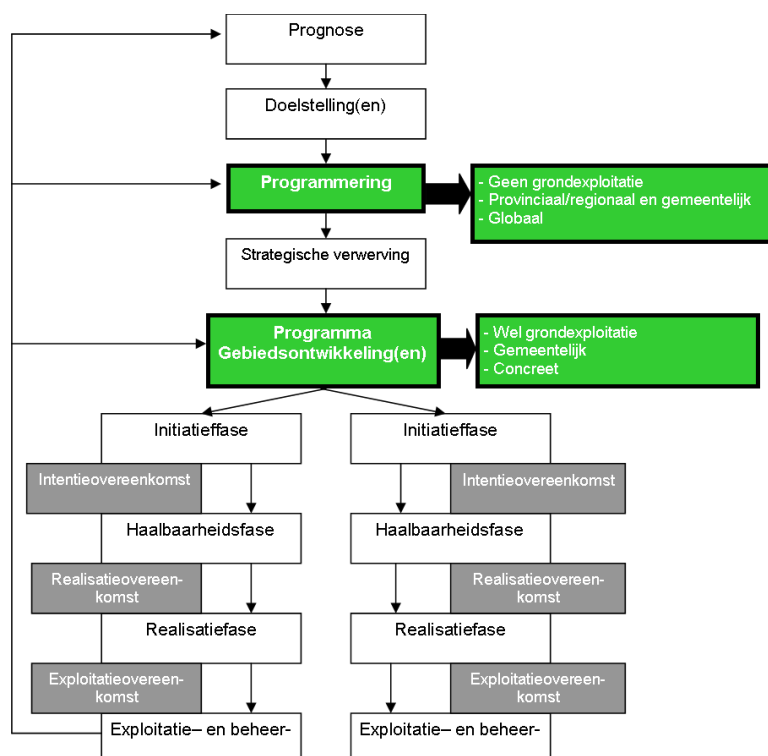 Prognose
Doelstelling(en)
Programmering
- Geen grondexploitatie
- Provinciaal/regionaal en gemeentelijk
- Globaal
Strategische verwerving
Programma
Gebiedsontwikkeling(en)
- Wel grondexploitatie
- Gemeentelijk
- Concreet
Initiatieffase
Initiatieffase
Intentieovereenkomst
Intentieovereenkomst
Haalbaarheidsfase
Haalbaarheidsfase
Realisatieovereen-
komst
Realisatieovereen-
komst
Realisatiefase
Realisatiefase
Exploitatieovereen-
komst
Exploitatieovereen-
komst
Exploitatie– en beheer-
Exploitatie– en beheer-